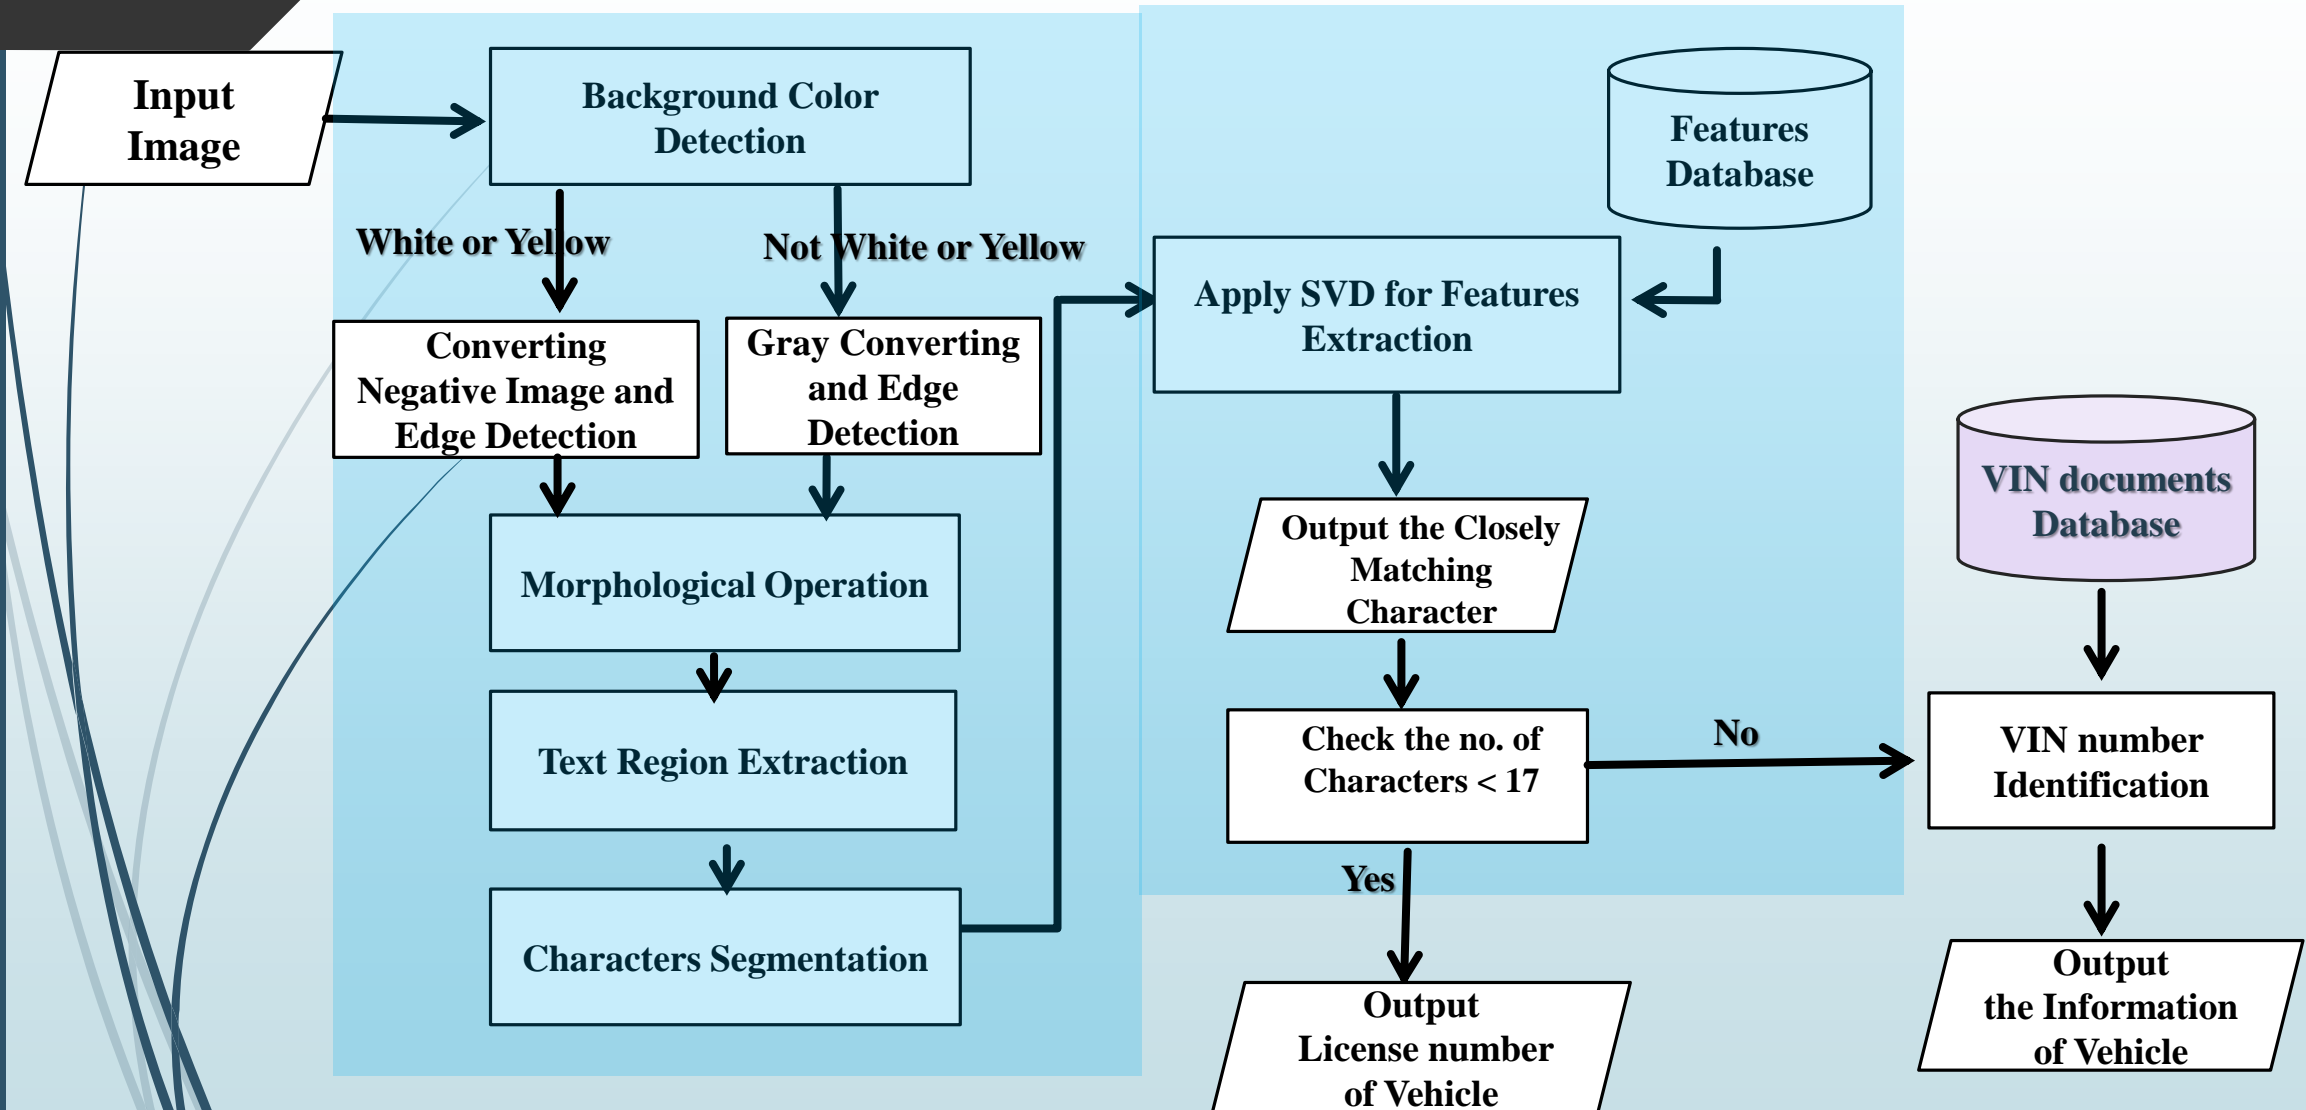 Input
Image
Background Color
Detection
White or Yellow
Not White or Yellow
Converting
Negative Image and
Edge Detection
Gray Converting
and Edge
Detection
Morphological Operation
Text Region Extraction
Characters Segmentation
Features
Database
Apply SVD for Features
Extraction
Output the Closely
Matching
Character
Check the no. of
Characters < 17
No
Yes
Output
License number
of Vehicle
VIN documents
Database
VIN number
Identification
Output
the Information
of Vehicle